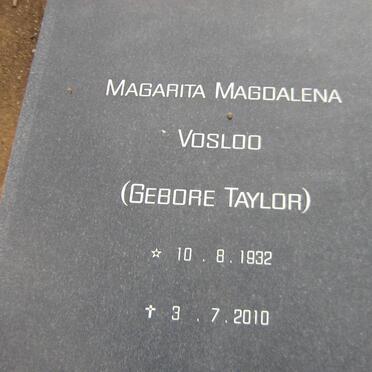 MAGARITA MAGDALENA
VOSLOO
(GEBORE TAYLOR)
☆ 10 . 8 . 1932
✝ 3 . 7 . 2010